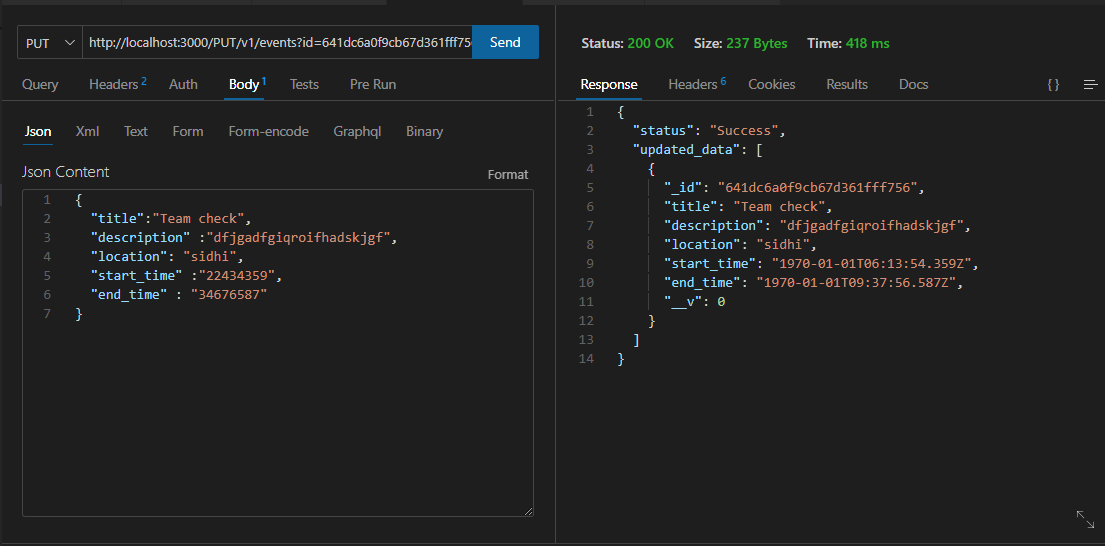 PUT http://localhost:3000/PUT/v1/events?id=641dc6a0f9cb67d361fff756 Send
Query Headers 2 Auth Body 1 Tests Pre Run
Json Xml Text Form Form-encode Graphql Binary
Json Content Format
1 {
2 "title":"Team check",
3 "description" :"dfjgadfgiqroifhadskjgf",
4 "location": "sidhi",
5 "start_time" :"22434359",
6 "end_time" : "34676587"
7 }
Status: 200 OK Size: 237 Bytes Time: 418 ms
Response Headers 6 Cookies Results Docs {}
1 {
2 "status": "Success",
3 "updated_data": [
4 {
5 "_id": "641dc6a0f9cb67d361fff756",
6 "title": "Team check",
7 "description": "dfjgadfgiqroifhadskjgf",
8 "location": "sidhi",
9 "start_time": "1970-01-01T06:13:54.359Z",
10 "end_time": "1970-01-01T09:37:56.587Z",
11 "__v": 0
12 }
13 ]
14 }